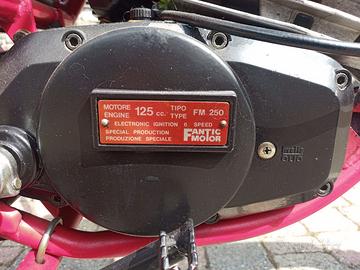 MOTORE 125 cc. TIPO FM 250
ENGINE TYPE
ELECTRONIC IGNITION 6 SPEED
SPECIAL PRODUCTION FANTIC
PRODUZIONE SPECIALE MOTOR